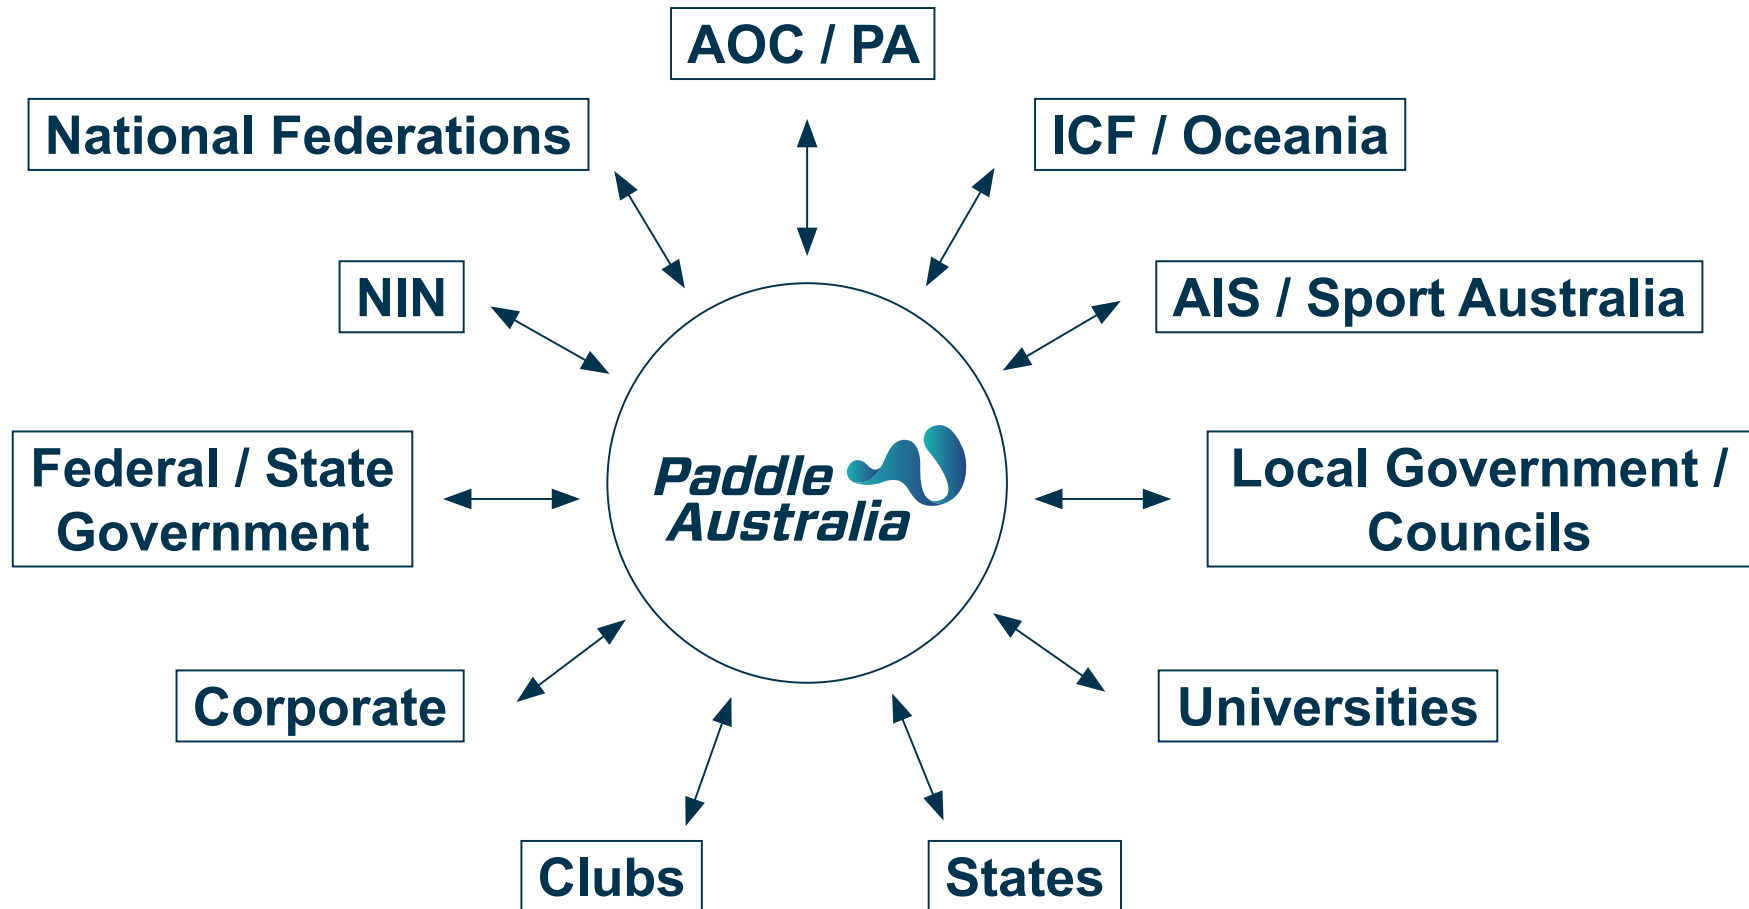 AOC / PA
National Federations
ICF / Oceania
NIN
AIS / Sport Australia
Federal / State
Government
Paddle
Australia
Local Government /
Councils
Corporate
Universities
Clubs
States